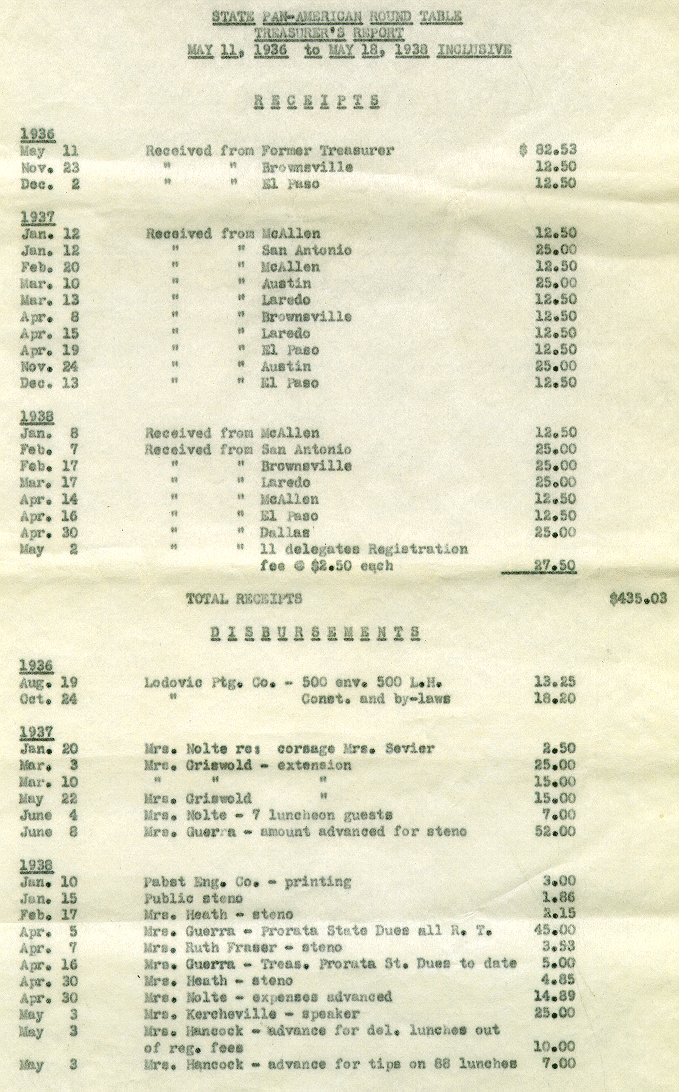 STATE PAN-AMERICAN ROUND TABLE
TREASURER'S REPORT
MAY 11, 1936 to MAY 18, 1938 INCLUSIVE
RECEIPTS
1936
May 11 Received from Former Treasurer $ 82.53
Nov. 23 " " Brownsville 12.50
Dec. 2 " " El Paso 12.50
1937
Jan. 12 Received from McAllen 12.50
Jan. 12 " " San Antonio 25.00
Feb. 20 " " McAllen 12.50
Mar. 10 " " Austin 25.00
Mar. 13 " " Laredo 12.50
Apr. 8 " " Brownsville 12.50
Apr. 15 " " Laredo 12.50
Apr. 19 " " El Paso 12.50
Nov. 24 " " Austin 25.00
Dec. 13 " " El Paso 12.50
1938
Jan. 8 Received from McAllen 12.50
Feb. 7 Received from San Antonio 25.00
Feb. 17 " " Brownsville 25.00
Mar. 17 " " Laredo 25.00
Apr. 14 " " McAllen 12.50
Apr. 16 " " El Paso 12.50
Apr. 30 " " Dallas 25.00
May 2 " " 11 delegates Registration
fee @ $2.50 each 27.50
TOTAL RECEIPTS $435.03
DISBURSEMENTS
1936
Aug. 19 Lodovic Ptg. Co. - 500 env. 500 L.H. 13.25
Oct. 24 " Const. and by-laws 18.20
1937
Jan. 20 Mrs. Nolte re: corsage Mrs. Sevier 2.50
Mar. 3 Mrs. Griswold - extension 25.00
Mar. 10 " " " 15.00
May 22 Mrs. Griswold " 15.00
June 4 Mrs. Nolte - 7 luncheon guests 7.00
June 8 Mrs. Guerra - amount advanced for steno 52.00
1938
Jan. 10 Pabst Eng. Co. - printing 3.00
Jan. 15 Public steno 1.86
Feb. 17 Mrs. Heath - steno 2.15
Apr. 5 Mrs. Guerra - Prorata State Dues all R. T. 45.00
Apr. 7 Mrs. Ruth Fraser - steno 3.53
Apr. 16 Mrs. Guerra - Treas. Prorata St. Dues to date 5.00
Apr. 30 Mrs. Heath - steno 4.85
Apr. 30 Mrs. Nolte - expenses advanced 14.89
May 3 Mrs. Kercheville - speaker 25.00
May 3 Mrs. Hancock - advance for del. lunches out
of reg. fees 10.00
May 3 Mrs. Hancock - advance for tips on 88 lunches 7.00